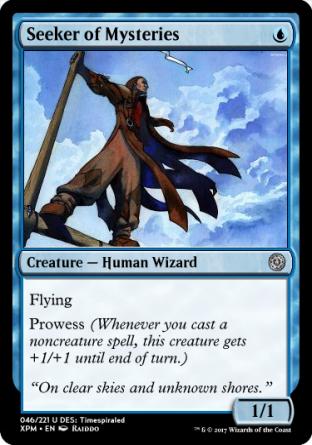 Seeker of Mysteries
Creature — Human Wizard
Flying
Prowess (Whenever you cast a
noncreature spell, this creature gets
+1/+1 until end of turn.)
“On clear skies and unknown shores.”
1/1
046/221 U DES: Timespiraled
XPM • EN RAIDDO
™ & © 2017 Wizards of the Coast